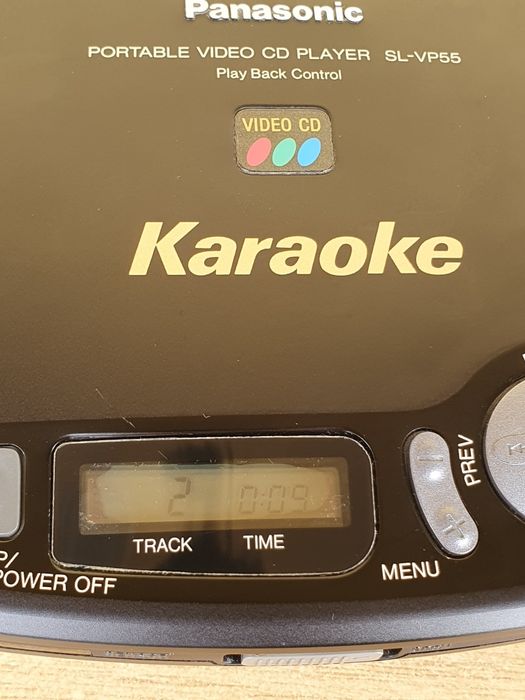 Panasonic
PORTABLE VIDEO CD PLAYER SL-VP55
Play Back Control
VIDEO CD
Karaoke
2 0:09
TRACK TIME
PREV
- +
MENU
POWER OFF